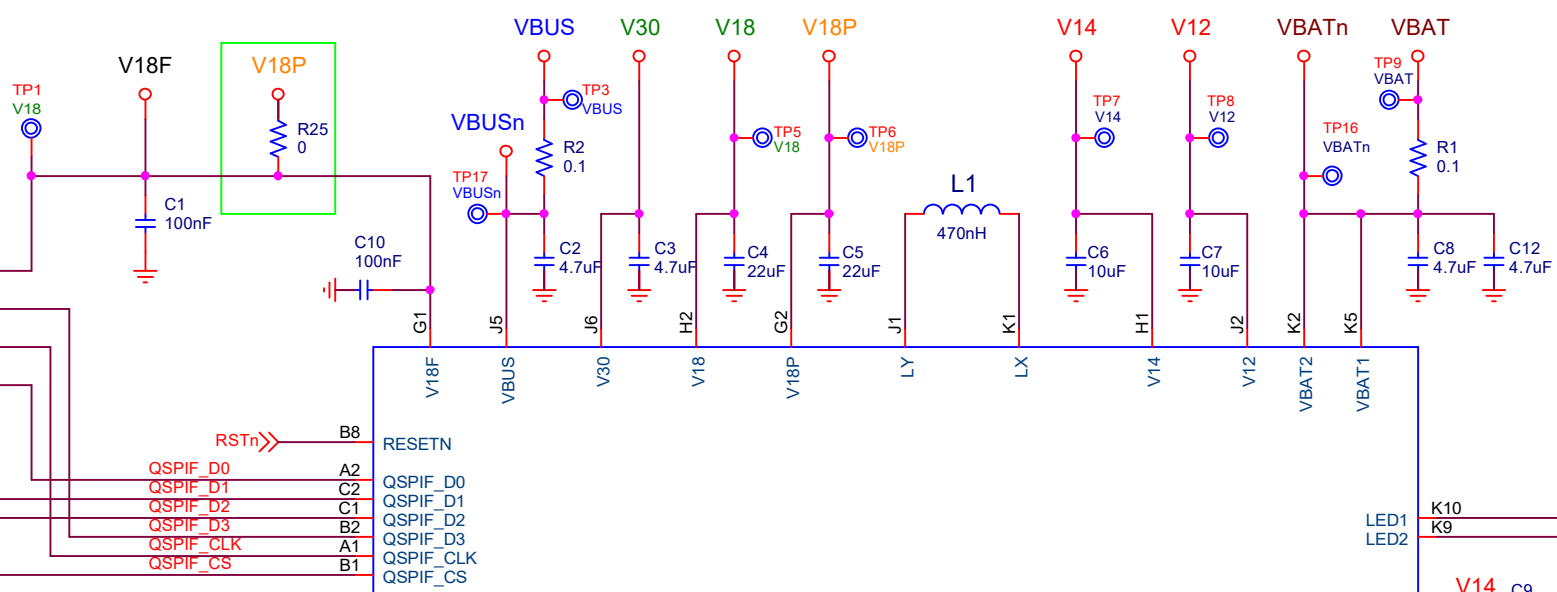 VBUS
V30
V18
V18P
V14
V12
VBATn
VBAT
V18F
V18P
TP1
V18
R25
0
VBUSn
TP3
VBUS
R2
0.1
TP17
VBUSn
TP5
V18
TP6
V18P
TP7
V14
TP8
V12
TP16
VBATn
TP9
VBAT
R1
0.1
L1
470nH
C1
100nF
C10
100nF
C2
4.7uF
C3
4.7uF
C4
22uF
C5
22uF
C6
10uF
C7
10uF
C8
4.7uF
C12
4.7uF
G1
J5
J6
H2
G2
J1
K1
H1
J2
K2
K5
V18F
VBUS
V30
V18
V18P
LY
LX
V14
V12
VBAT2
VBAT1
RSTn
B8
RESETN
QSPIF_D0
A2
QSPIF_D0
QSPIF_D1
C2
QSPIF_D1
QSPIF_D2
C1
QSPIF_D2
QSPIF_D3
B2
QSPIF_D3
QSPIF_CLK
A1
QSPIF_CLK
QSPIF_CS
B1
QSPIF_CS
LED1
K10
LED2
K9
V14
C9